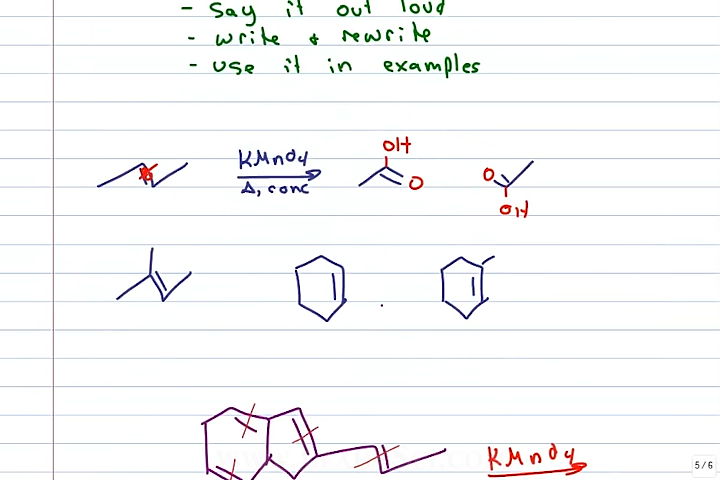 - Say it out loud
- write & rewrite
- use it in examples
KMnO4
Δ, conc
OH
O
O
OH
KMnO4
5/6